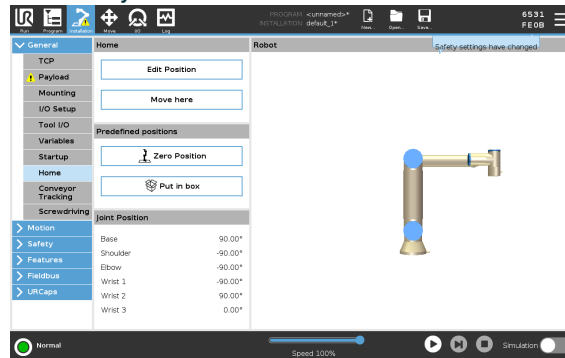 UR
Run
Program
Installation
Move
I/O
Log
PROGRAM <unnamed>*
INSTALLATION default_1*
New...
Open...
Save...
6531
FE0B
General
Home
Robot
Safety settings have changed
TCP
Payload
Mounting
I/O Setup
Tool I/O
Variables
Startup
Home
Conveyor
Tracking
Screwdriving
Motion
Safety
Features
Fieldbus
URCaps
Edit Position
Move here
Predefined positions
Zero Position
Put in box
Joint Position
Base 90.00°
Shoulder -90.00°
Elbow -90.00°
Wrist 1 -90.00°
Wrist 2 90.00°
Wrist 3 0.00°
Normal
Speed 100%
Simulation